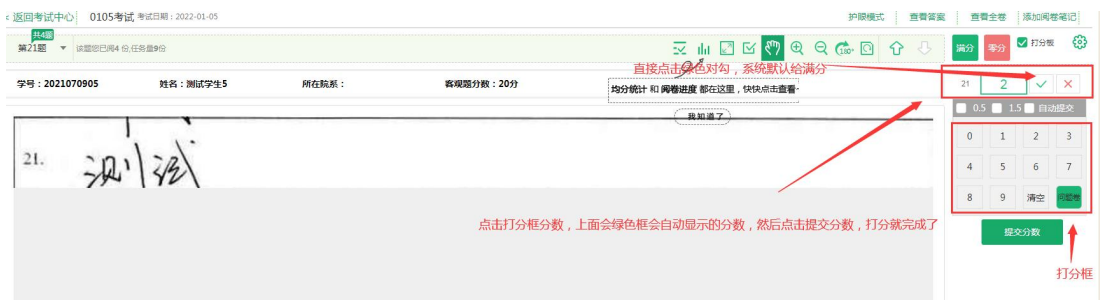 < 返回考试中心 0105考试 考试日期：2022-01-05 护眼模式 查看答案 查看全卷 添加阅卷笔记
共4题
第21题 该题您已阅4 份,任务量9份 180° 满分 零分 打分板
直接点击绿色对勾，系统默认给满分
学号：2021070905 姓名：测试学生5 所在院系： 客观题分数：20分
均分统计 和 阅卷进度 都在这里，快快点击查看~
我知道了
21 2
0.5 1.5 自动提交
0 1 2 3
4 5 6 7
8 9 清空 问题卷
21. 测试
点击打分框分数，上面会绿色框会自动显示的分数，然后点击提交分数，打分就完成了
提交分数
打分框